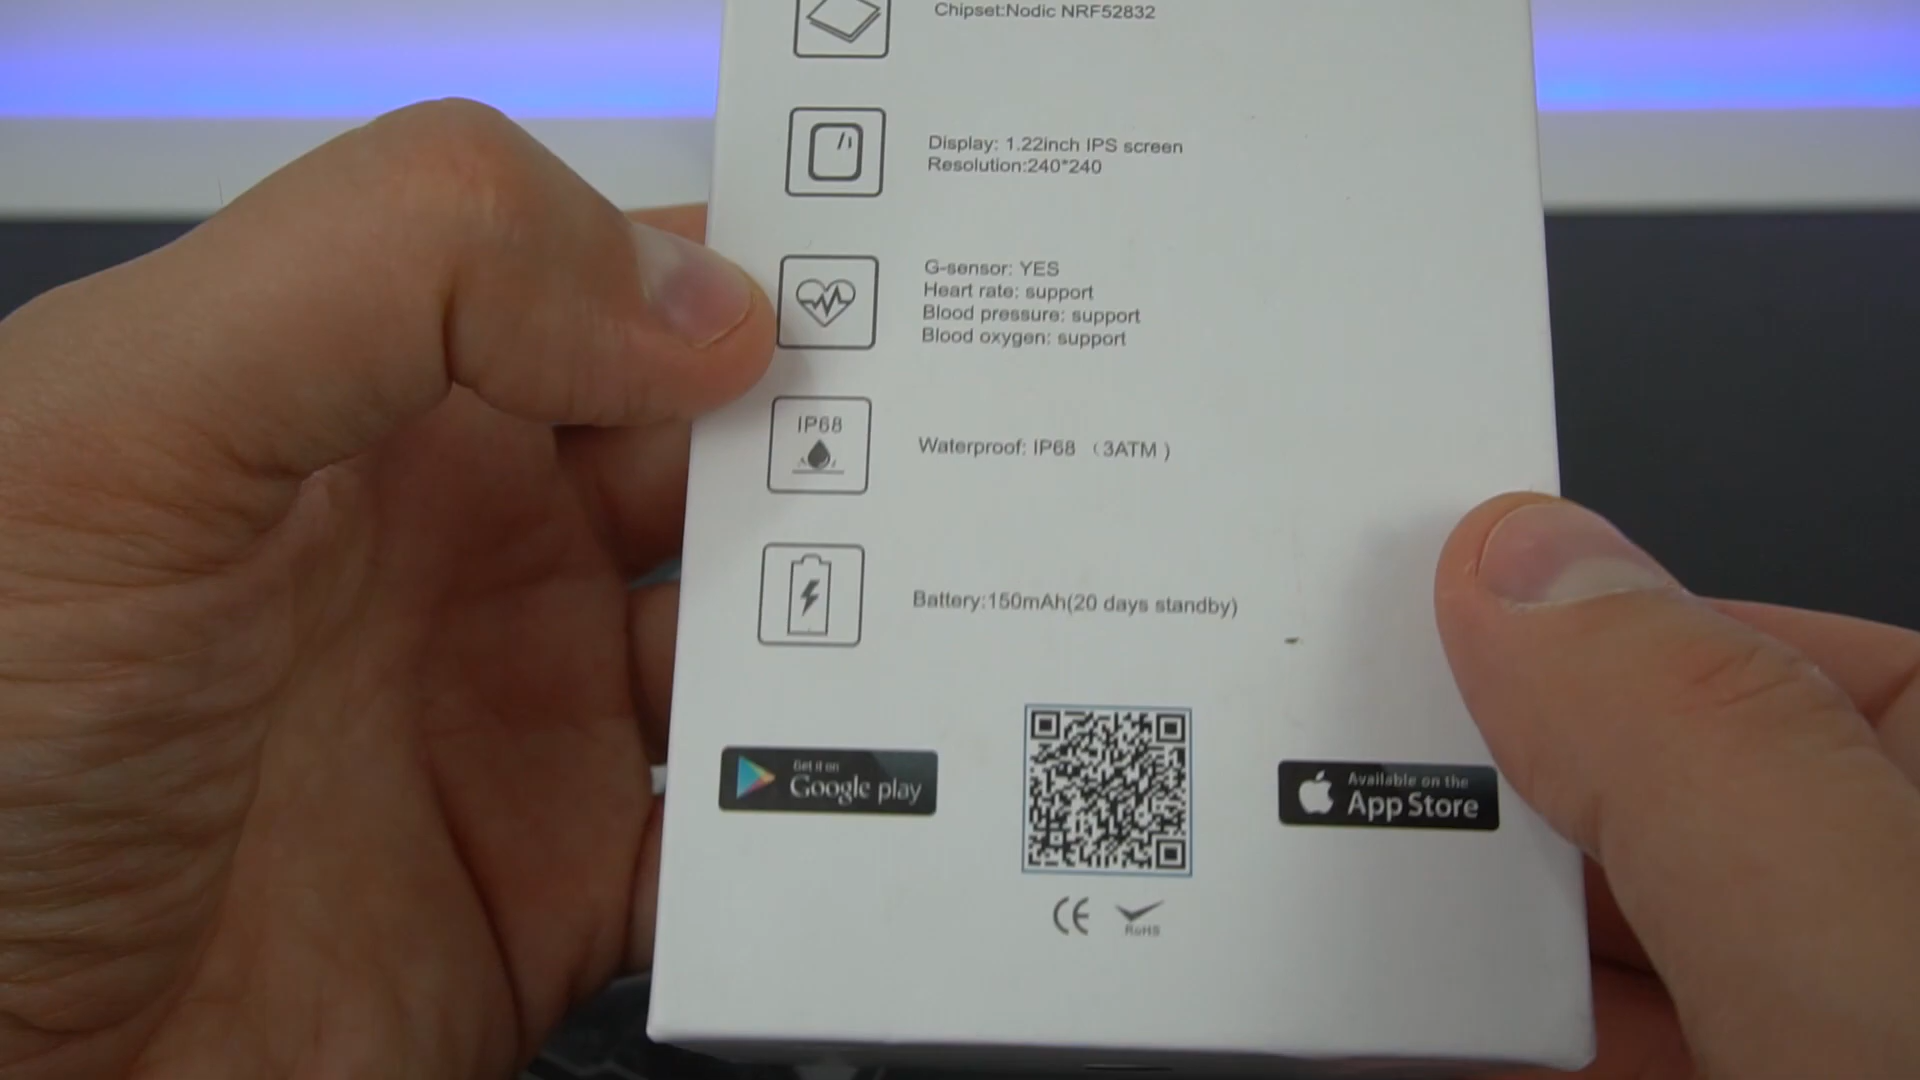 Chipset:Nodic NRF52832
Display: 1.22inch IPS screen
Resolution:240*240
G-sensor: YES
Heart rate: support
Blood pressure: support
Blood oxygen: support
IP68
Waterproof: IP68 （3ATM )
Battery:150mAh(20 days standby)
Get it on
Google play
Available on the
App Store
CE
RoHS